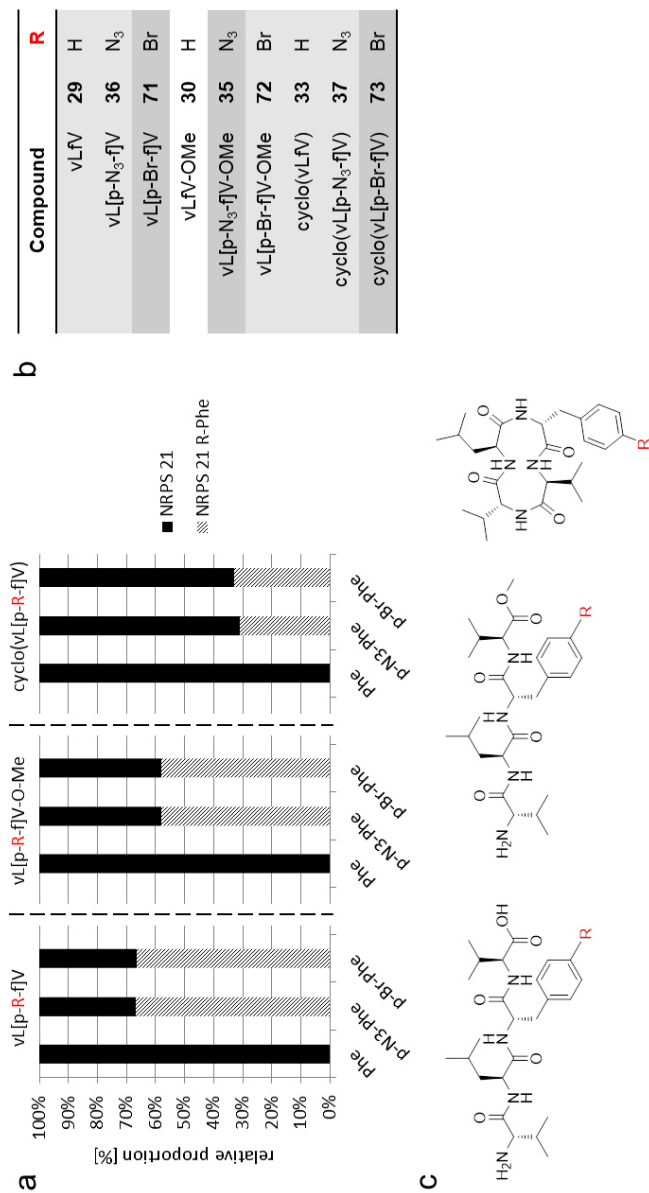 a
vL[p-R-f]V
vL[p-R-f]V-O-Me
cyclo(vL[p-R-f]V)
relative proportion [%]
100%
90%
80%
70%
60%
50%
40%
30%
20%
10%
0%
Phe
p-N3-Phe
p-Br-Phe
Phe
p-N3-Phe
p-Br-Phe
Phe
p-N3-Phe
p-Br-Phe
NRPS 21
NRPS 21 R-Phe
b
Compound R
vLfV 29 H
vL[p-N₃-f]V 36 N₃
vL[p-Br-f]V 71 Br
vLfV-OMe 30 H
vL[p-N₃-f]V-OMe 35 N₃
vL[p-Br-f]V-OMe 72 Br
cyclo(vLfV) 33 H
cyclo(vL[p-N₃-f]V) 37 N₃
cyclo(vL[p-Br-f]V) 73 Br
c
H₂N
O
N
H
O
H
N
O
N
H
O
OH
R
H₂N
O
N
H
O
H
N
O
N
H
O
O
R
O
NH
O
H
N
N
H
O
HN
O
R